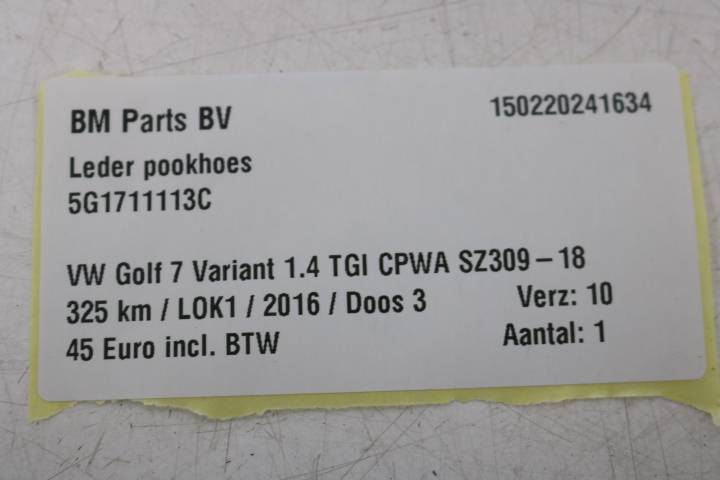 BM Parts BV 150220241634
Leder pookhoes
5G1711113C
VW Golf 7 Variant 1.4 TGI CPWA SZ309-18
325 km / LOK1 / 2016 / Doos 3 Verz: 10
45 Euro incl. BTW Aantal: 1